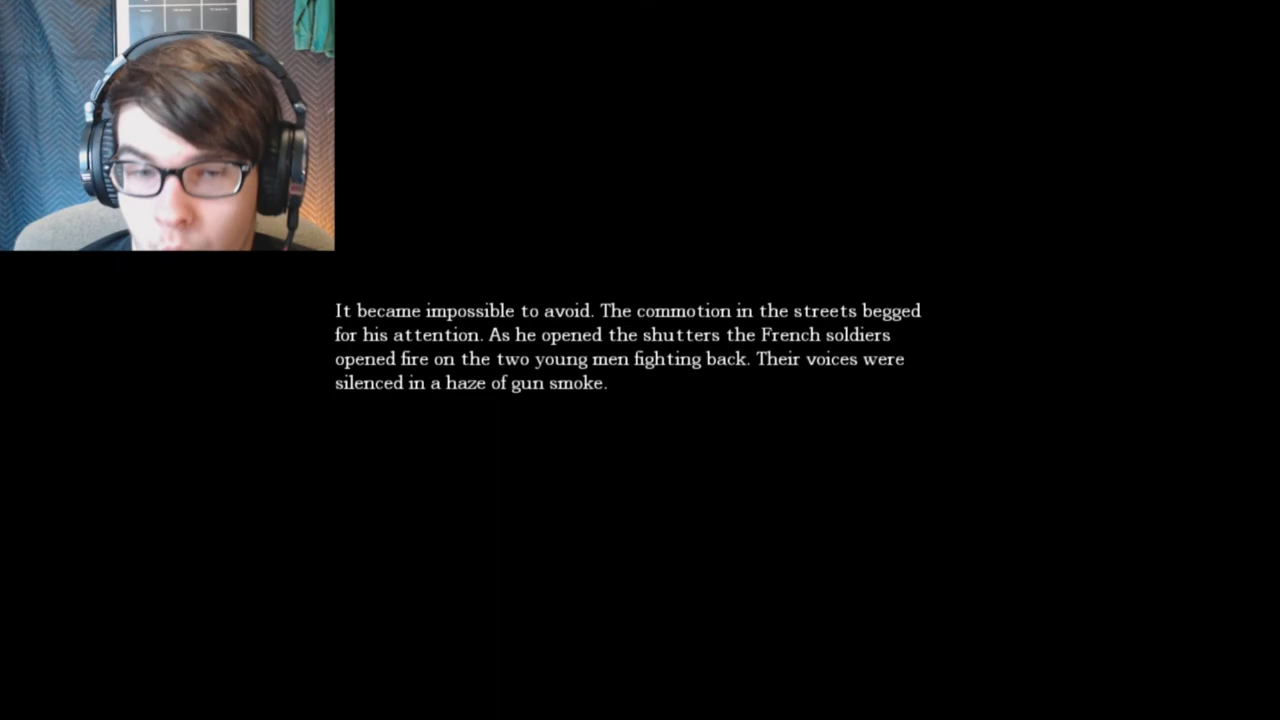 It became impossible to avoid. The commotion in the streets begged
for his attention. As he opened the shutters the French soldiers
opened fire on the two young men fighting back. Their voices were
silenced in a haze of gun smoke.